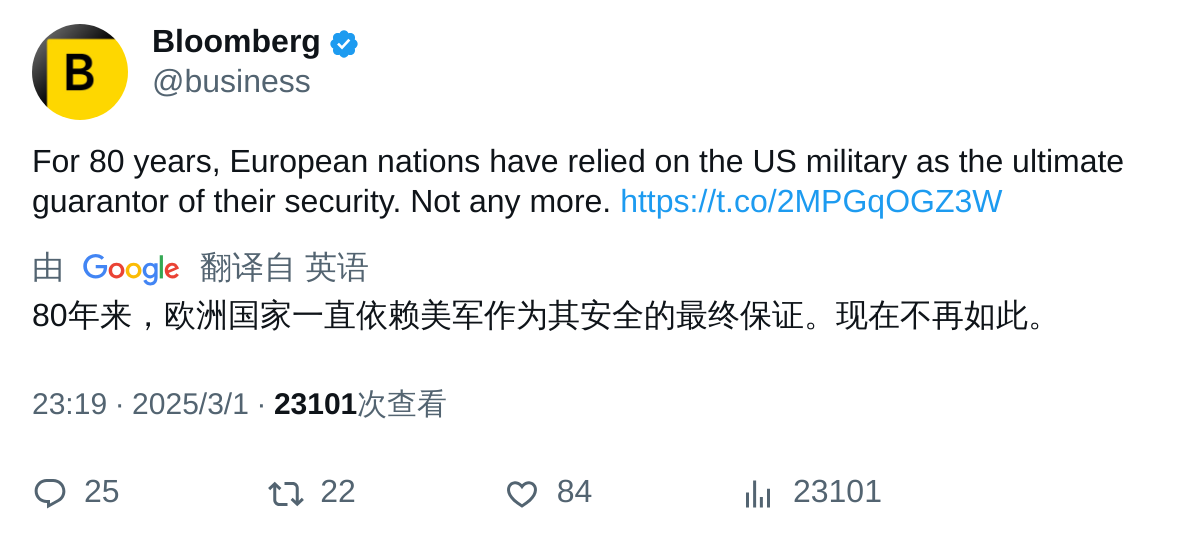 B
Bloomberg
@business
For 80 years, European nations have relied on the US military as the ultimate
guarantor of their security. Not any more. https://t.co/2MPGqOGZ3W
由 Google 翻译自 英语
80年来，欧洲国家一直依赖美军作为其安全的最终保证。现在不再如此。
23:19 · 2025/3/1 · 23101次查看
25 22 84 23101